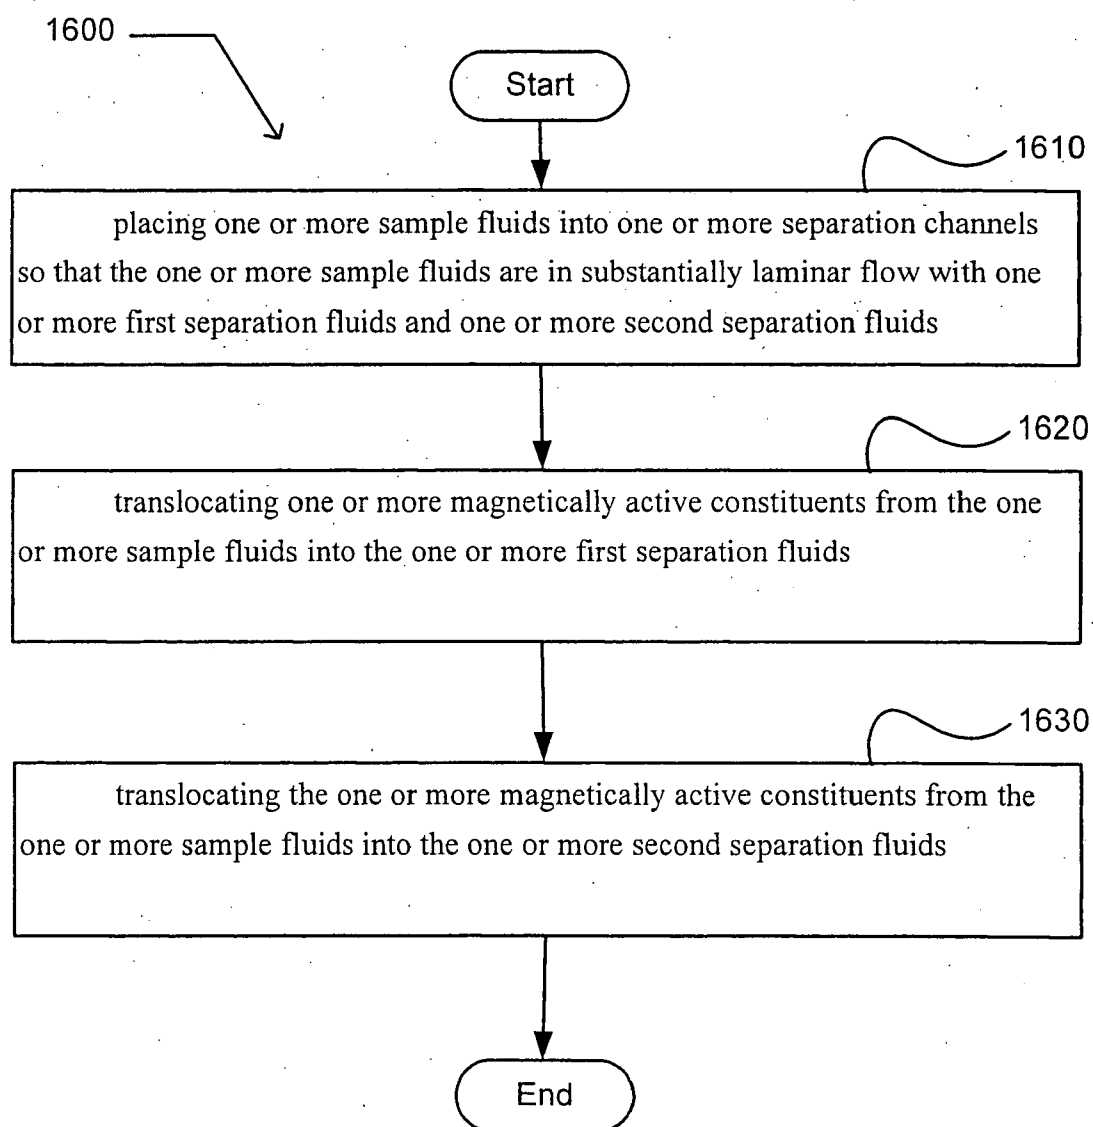 1600
Start
1610
placing one or more sample fluids into one or more separation channels
so that the one or more sample fluids are in substantially laminar flow with one
or more first separation fluids and one or more second separation fluids
1620
translocating one or more magnetically active constituents from the one
or more sample fluids into the one or more first separation fluids
1630
translocating the one or more magnetically active constituents from the
one or more sample fluids into the one or more second separation fluids
End